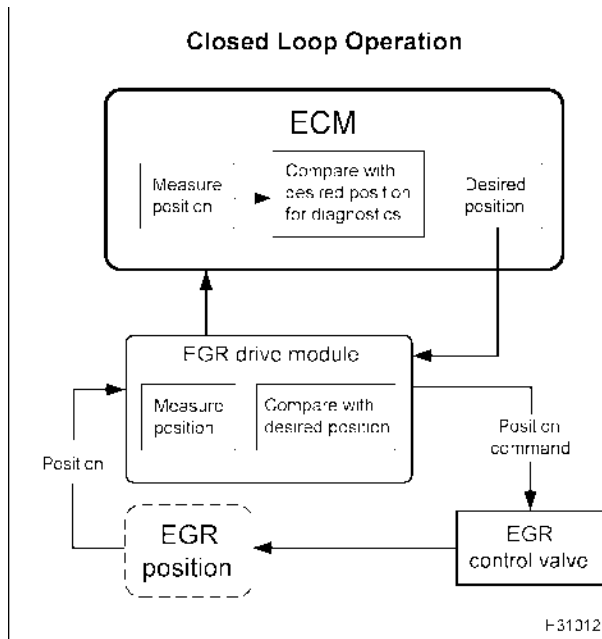 Closed Loop Operation
ECM
Measure
position
Compare with
desired position
for diagnostics
Desired
position
EGR drive module
Measure
position
Compare with
desired position
Position
Position
command
EGR
position
EGR
control valve
H31012